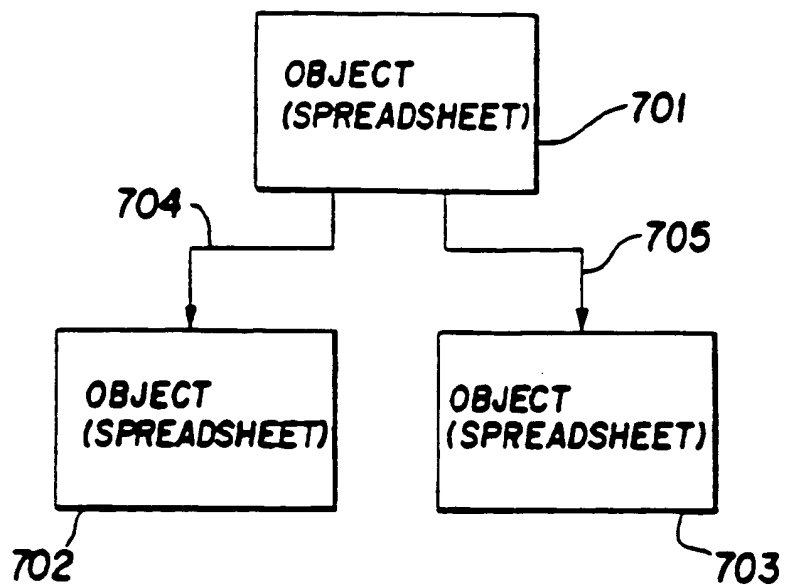 OBJECT
(SPREADSHEET)
701
704
705
OBJECT
(SPREADSHEET)
OBJECT
(SPREADSHEET)
702
703